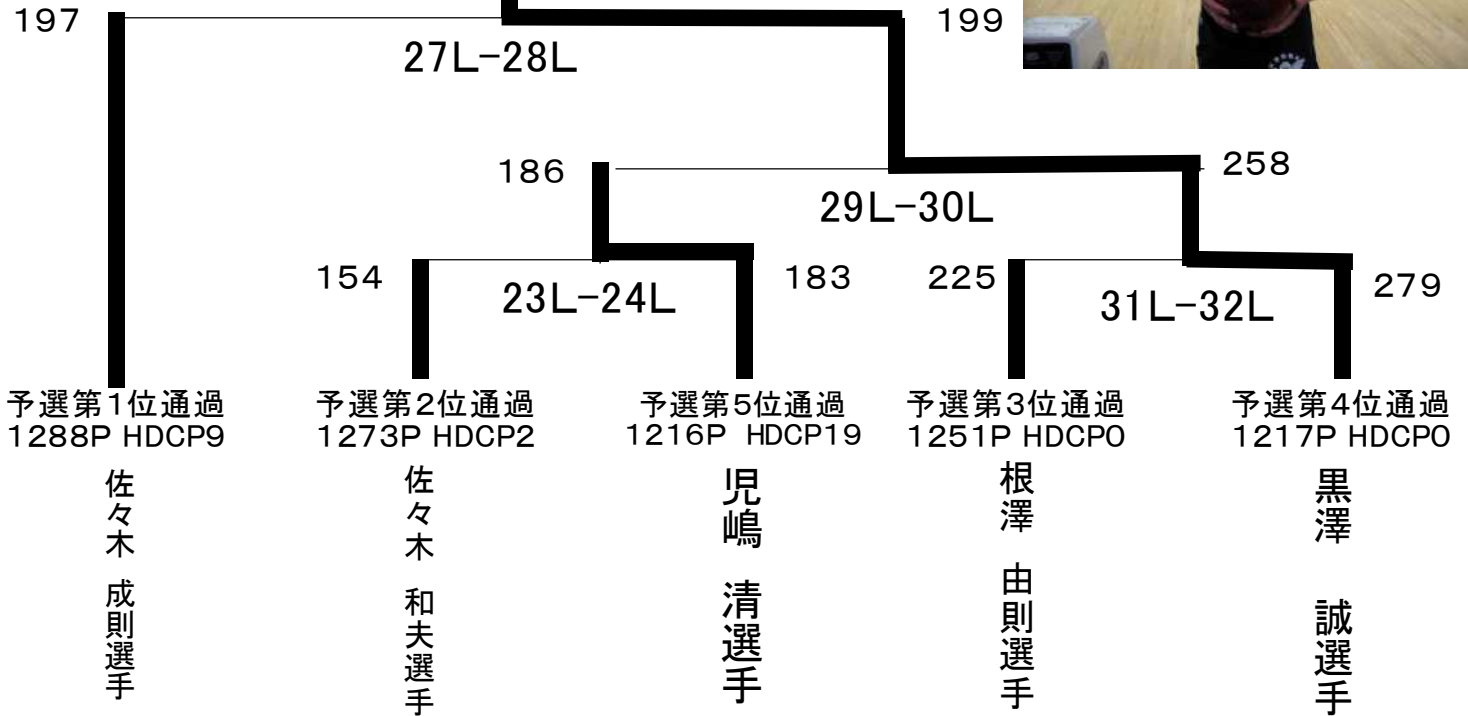 197
199
27L-28L
186
258
29L-30L
154
183
225
279
23L-24L
31L-32L
予選第1位通過
1288P HDCP9
佐々木 成則選手
予選第2位通過
1273P HDCP2
佐々木 和夫選手
予選第5位通過
1216P HDCP19
児嶋 清選手
予選第3位通過
1251P HDCP0
根澤 由則選手
予選第4位通過
1217P HDCP0
黒澤 誠選手